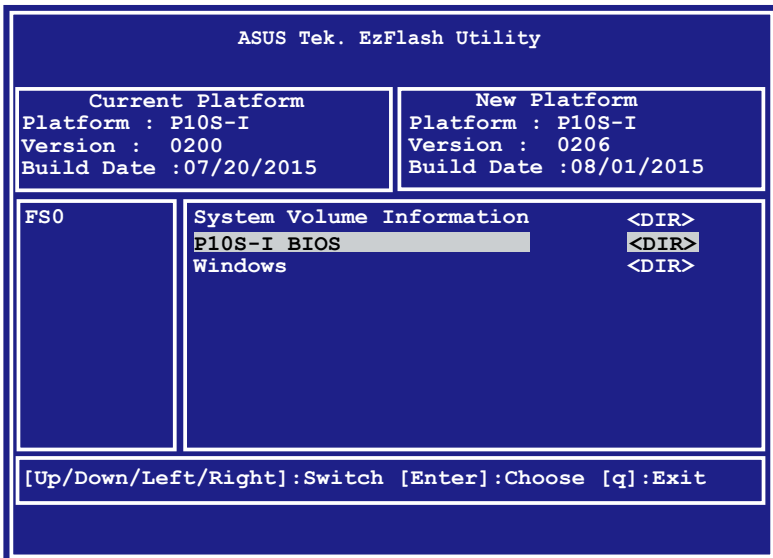 ASUS Tek. EzFlash Utility
Current Platform
Platform : P10S-I
Version : 0200
Build Date :07/20/2015
New Platform
Platform : P10S-I
Version : 0206
Build Date :08/01/2015
FS0
System Volume Information <DIR>
P10S-I BIOS <DIR>
Windows <DIR>
[Up/Down/Left/Right]:Switch [Enter]:Choose [q]:Exit